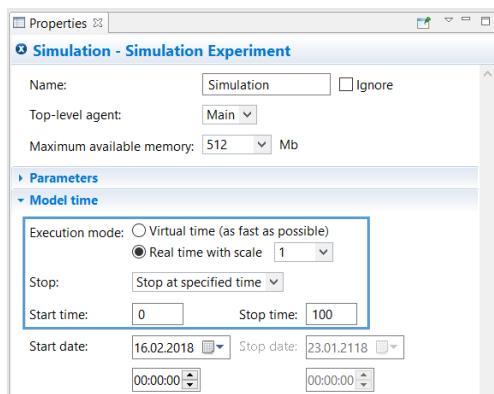 Properties
Simulation - Simulation Experiment
Name: Simulation Ignore
Top-level agent: Main
Maximum available memory: 512 Mb
Parameters
Model time
Execution mode: Virtual time (as fast as possible)
Real time with scale 1
Stop: Stop at specified time
Start time: 0 Stop time: 100
Start date: 16.02.2018 Stop date: 23.01.2118
00:00:00 00:00:00